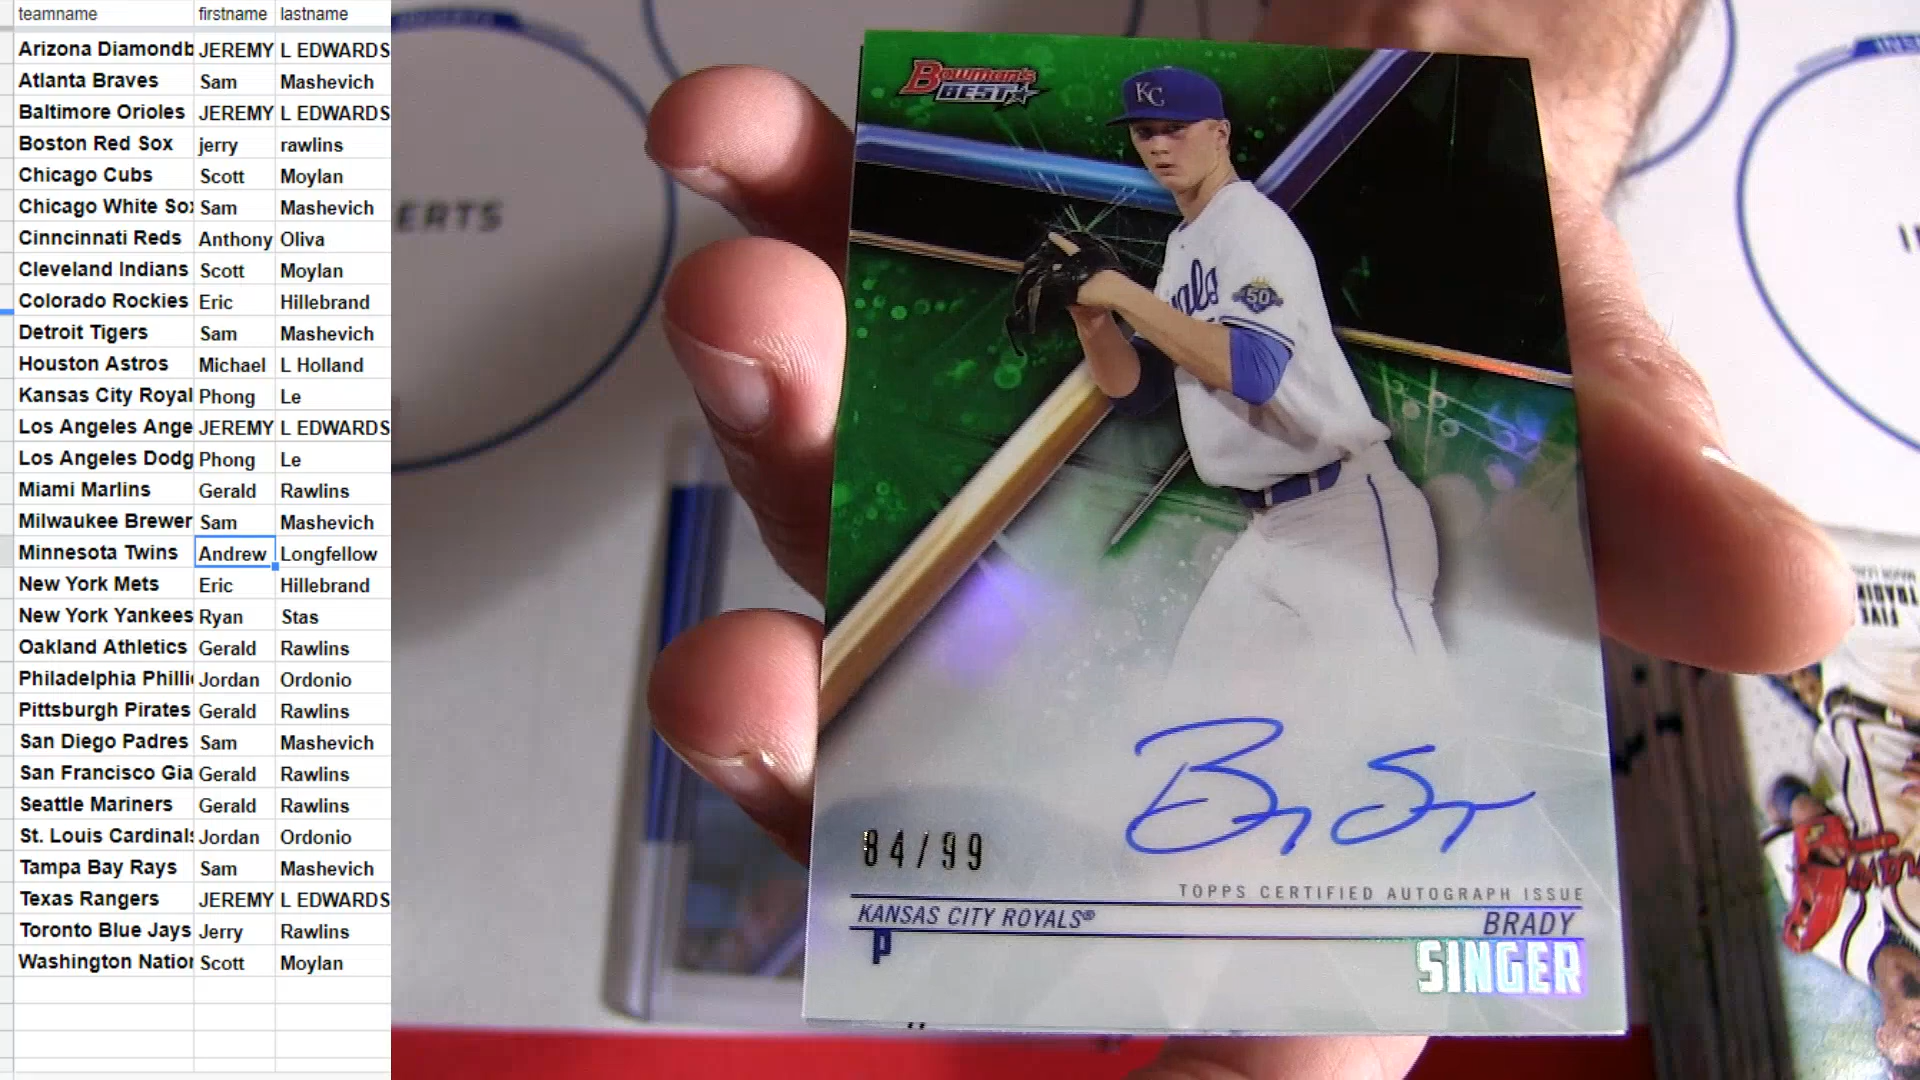 teamname firstname lastname
Arizona Diamondb JEREMY L EDWARDS
Atlanta Braves Sam Mashevich
Baltimore Orioles JEREMY L EDWARDS
Boston Red Sox jerry rawlins
Chicago Cubs Scott Moylan
Chicago White Sox Sam Mashevich
Cinncinnati Reds Anthony Oliva
Cleveland Indians Scott Moylan
Colorado Rockies Eric Hillebrand
Detroit Tigers Sam Mashevich
Houston Astros Michael L Holland
Kansas City Royal Phong Le
Los Angeles Ange JEREMY L EDWARDS
Los Angeles Dodg Phong Le
Miami Marlins Gerald Rawlins
Milwaukee Brewer Sam Mashevich
Minnesota Twins Andrew Longfellow
New York Mets Eric Hillebrand
New York Yankees Ryan Stas
Oakland Athletics Gerald Rawlins
Philadelphia Philli Jordan Ordonio
Pittsburgh Pirates Gerald Rawlins
San Diego Padres Sam Mashevich
San Francisco Gia Gerald Rawlins
Seattle Mariners Gerald Rawlins
St. Louis Cardinals Jordan Ordonio
Tampa Bay Rays Sam Mashevich
Texas Rangers JEREMY L EDWARDS
Toronto Blue Jays Jerry Rawlins
Washington Nation Scott Moylan
ERTS
Bowman's
BEST
KC
yals
50
84/99
TOPPS CERTIFIED AUTOGRAPH ISSUE
KANSAS CITY ROYALS®
P
BRADY
SINGER